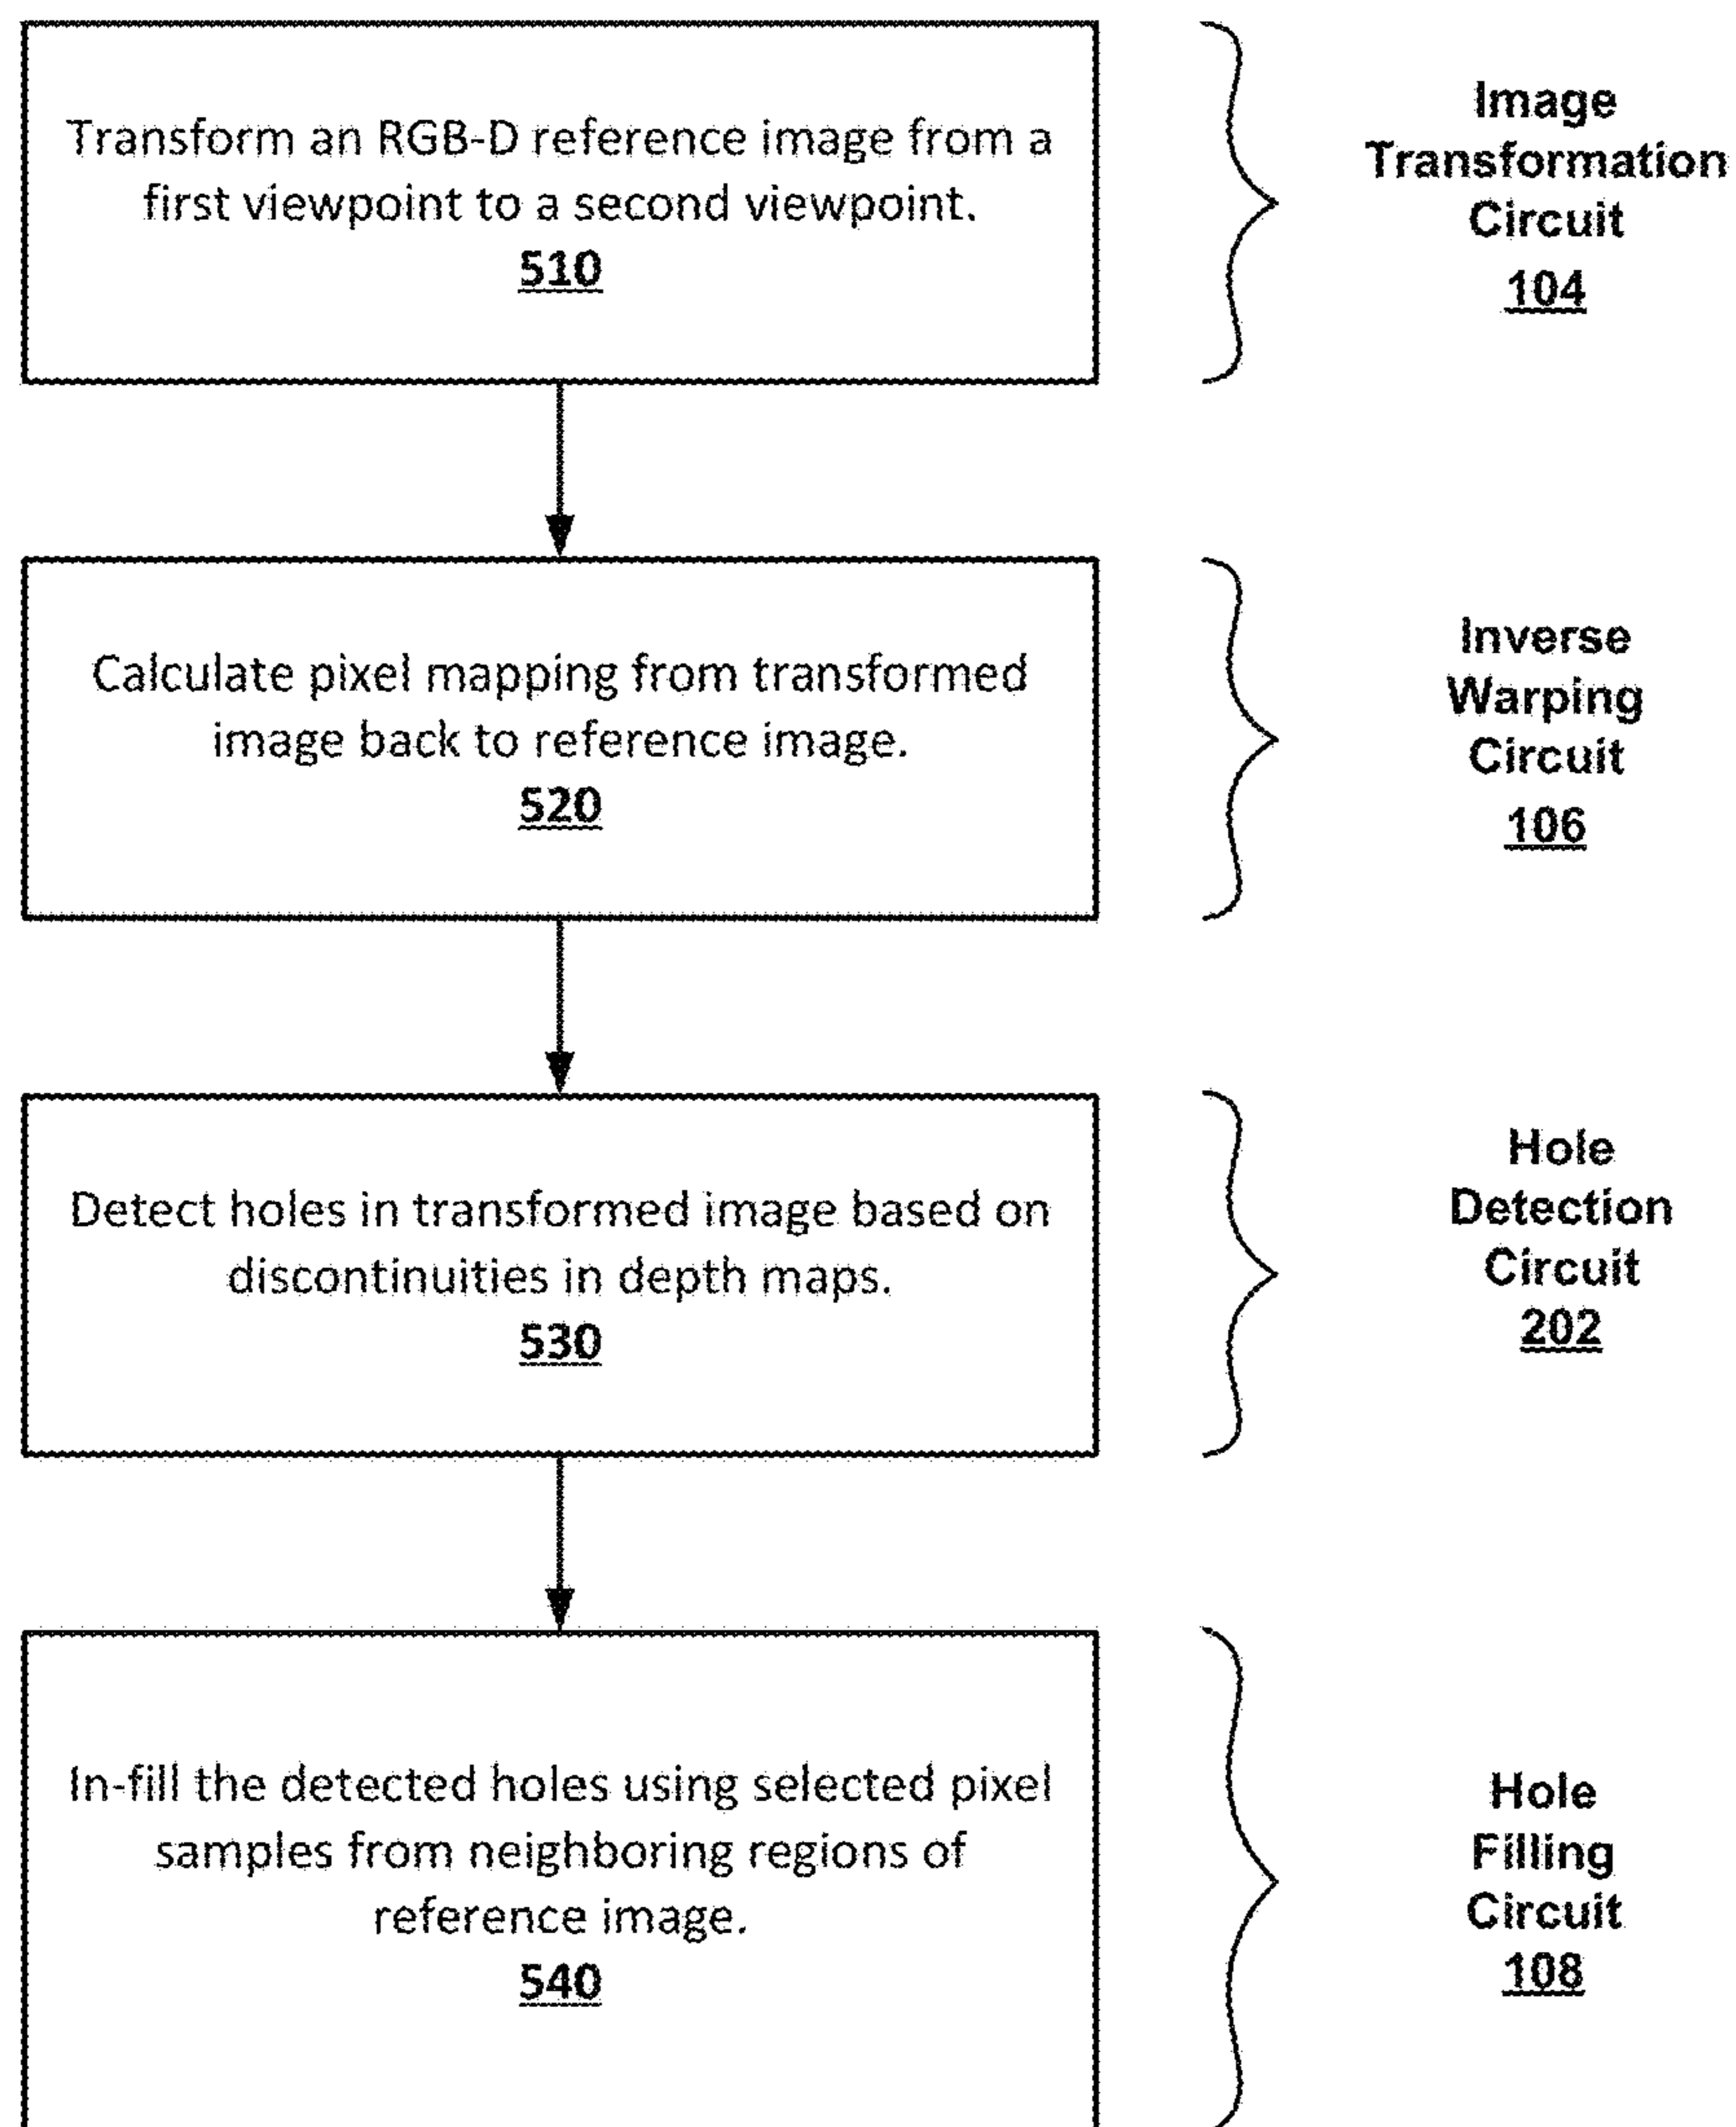 Transform an RGB-D reference image from a
first viewpoint to a second viewpoint.
510
Image
Transformation
Circuit
104
Calculate pixel mapping from transformed
image back to reference image.
520
Inverse
Warping
Circuit
106
Detect holes in transformed image based on
discontinuities in depth maps.
530
Hole
Detection
Circuit
202
In-fill the detected holes using selected pixel
samples from neighboring regions of
reference image.
540
Hole
Filling
Circuit
108